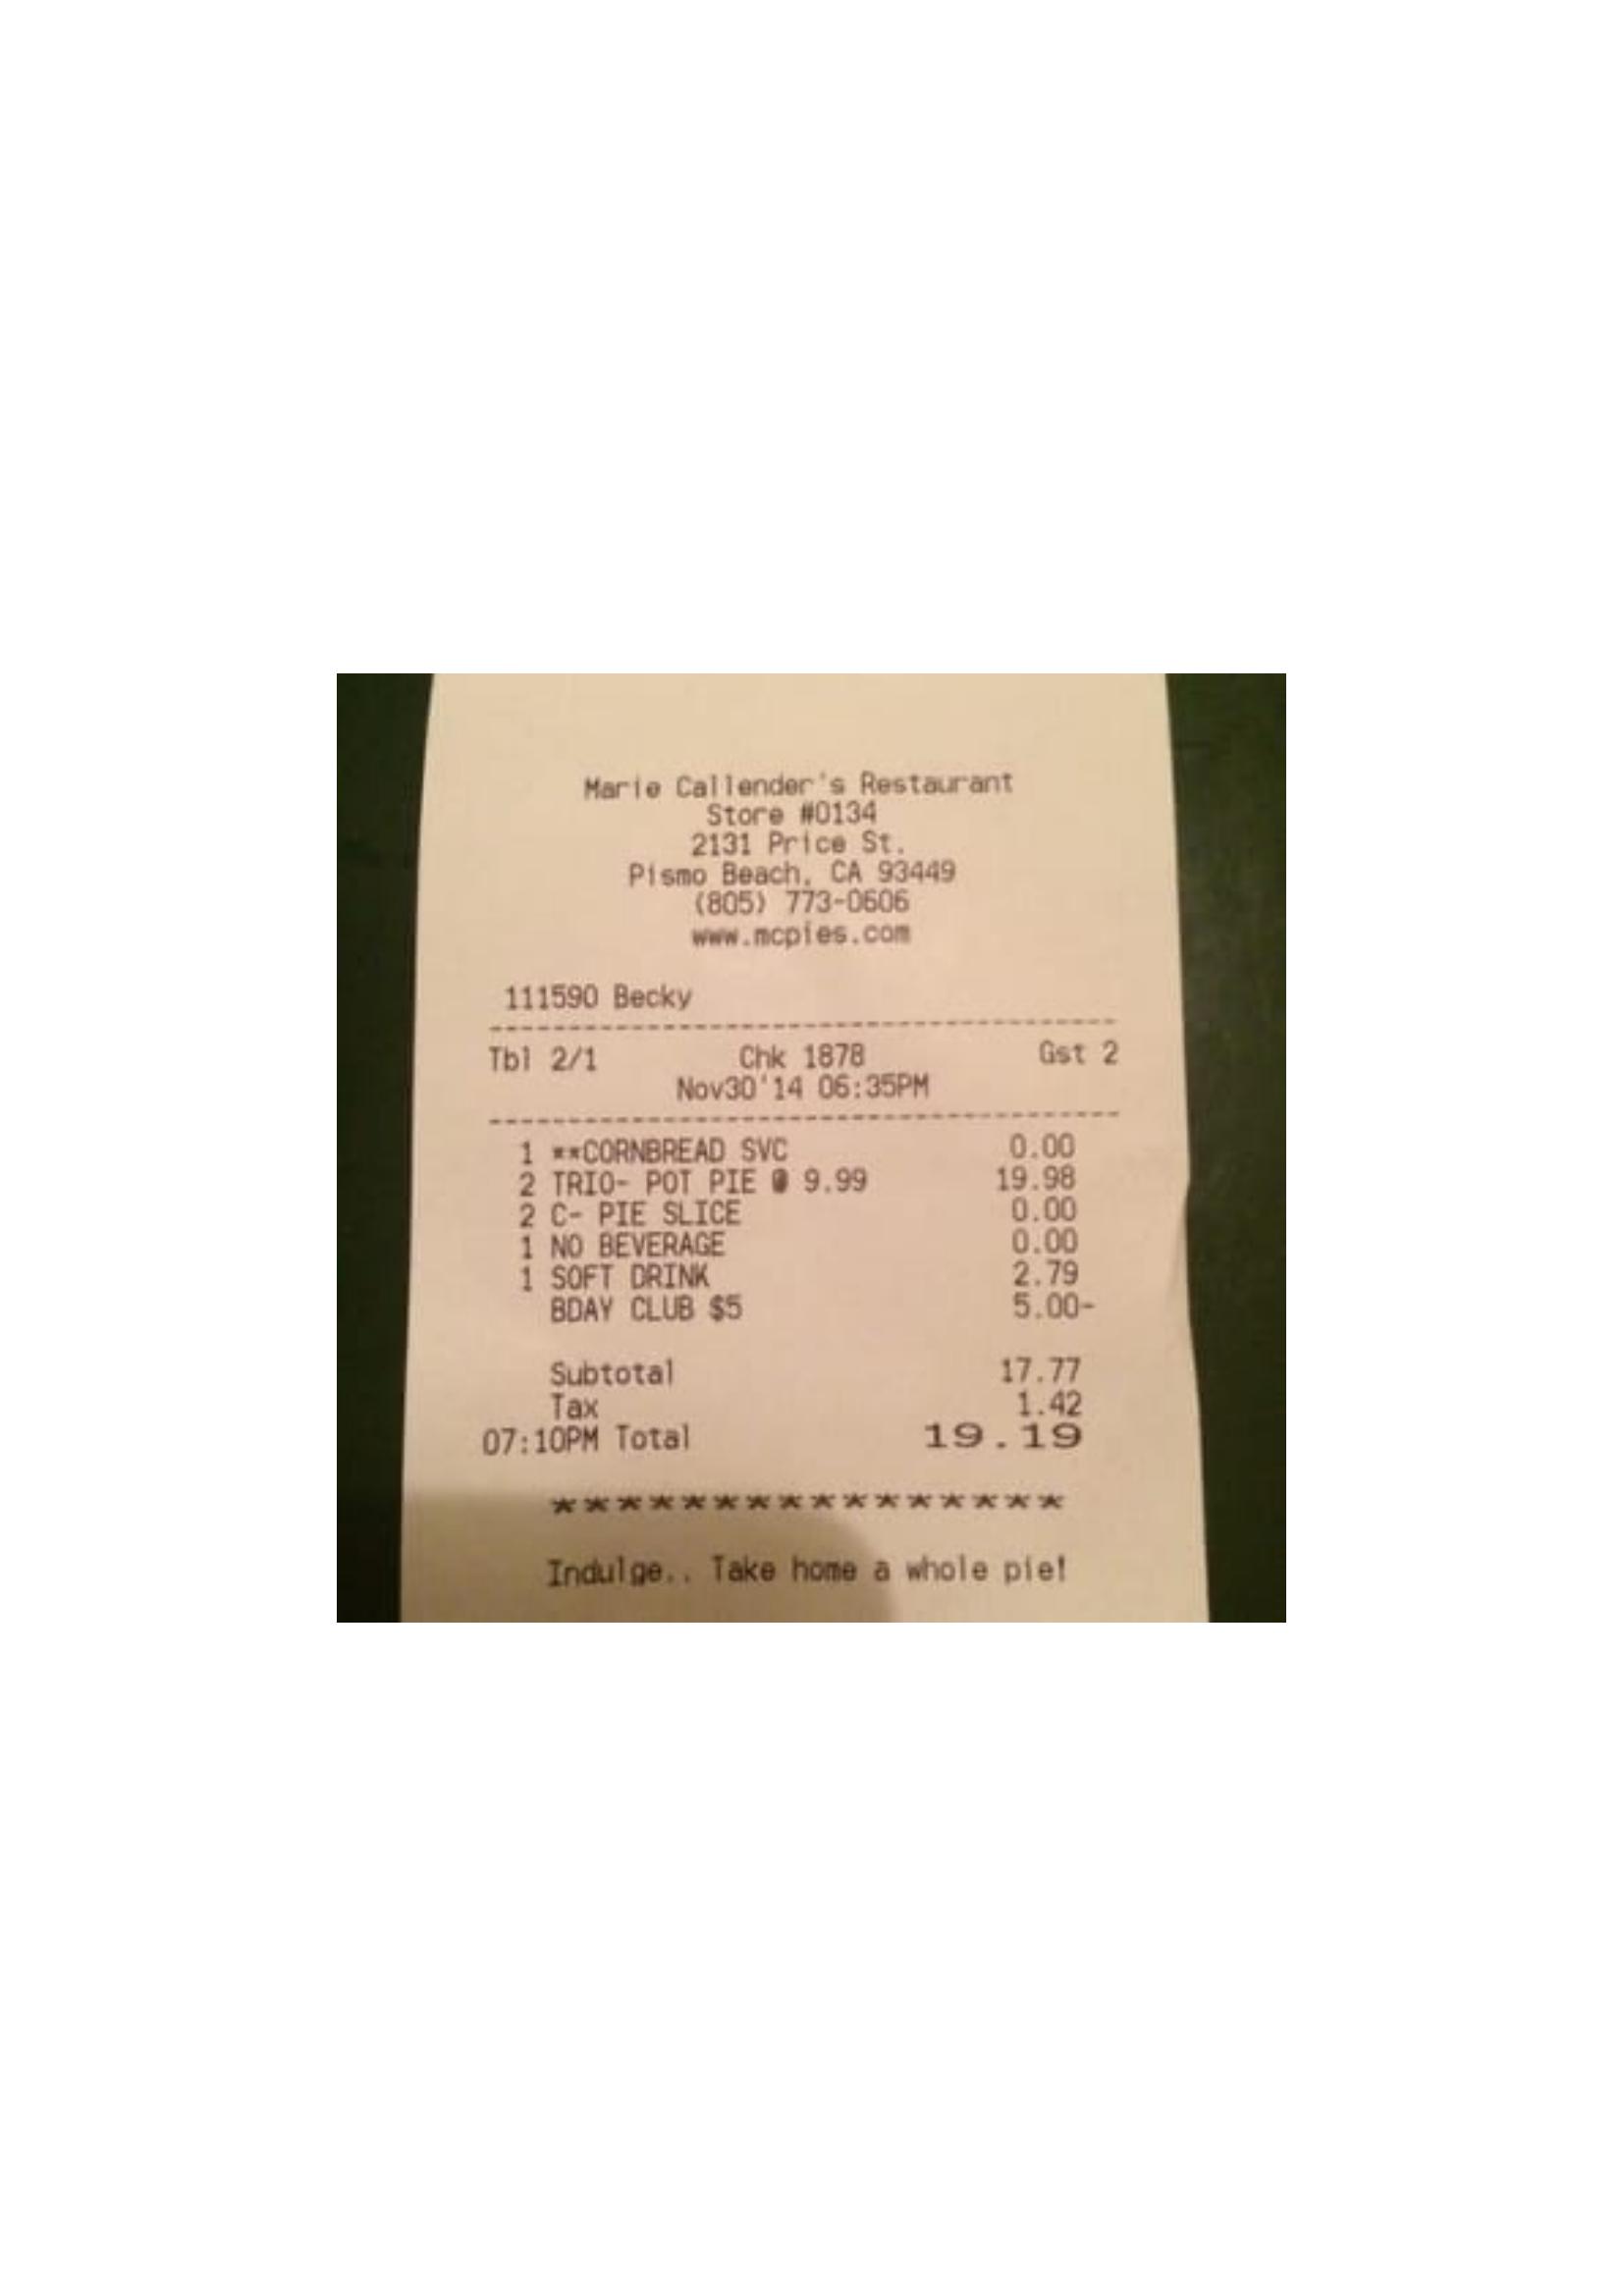 Marie Callender's Restaurant
Store #0134
2131 Price St.
Pismo Beach, CA 93449
(805) 773-0606
www.mcpies.com
111590 Becky
--------------------------------------
Tbl 2/1 Chk 1878 Gst 2
Nov30'14 06:35PM
--------------------------------------
1 **CORNBREAD SVC 0.00
2 TRIO- POT PIE @ 9.99 19.98
2 C- PIE SLICE 0.00
1 NO BEVERAGE 0.00
1 SOFT DRINK 2.79
BDAY CLUB $5 5.00-
Subtotal 17.77
Tax 1.42
07:10PM Total 19.19
****************
Indulge.. Take home a whole pie!